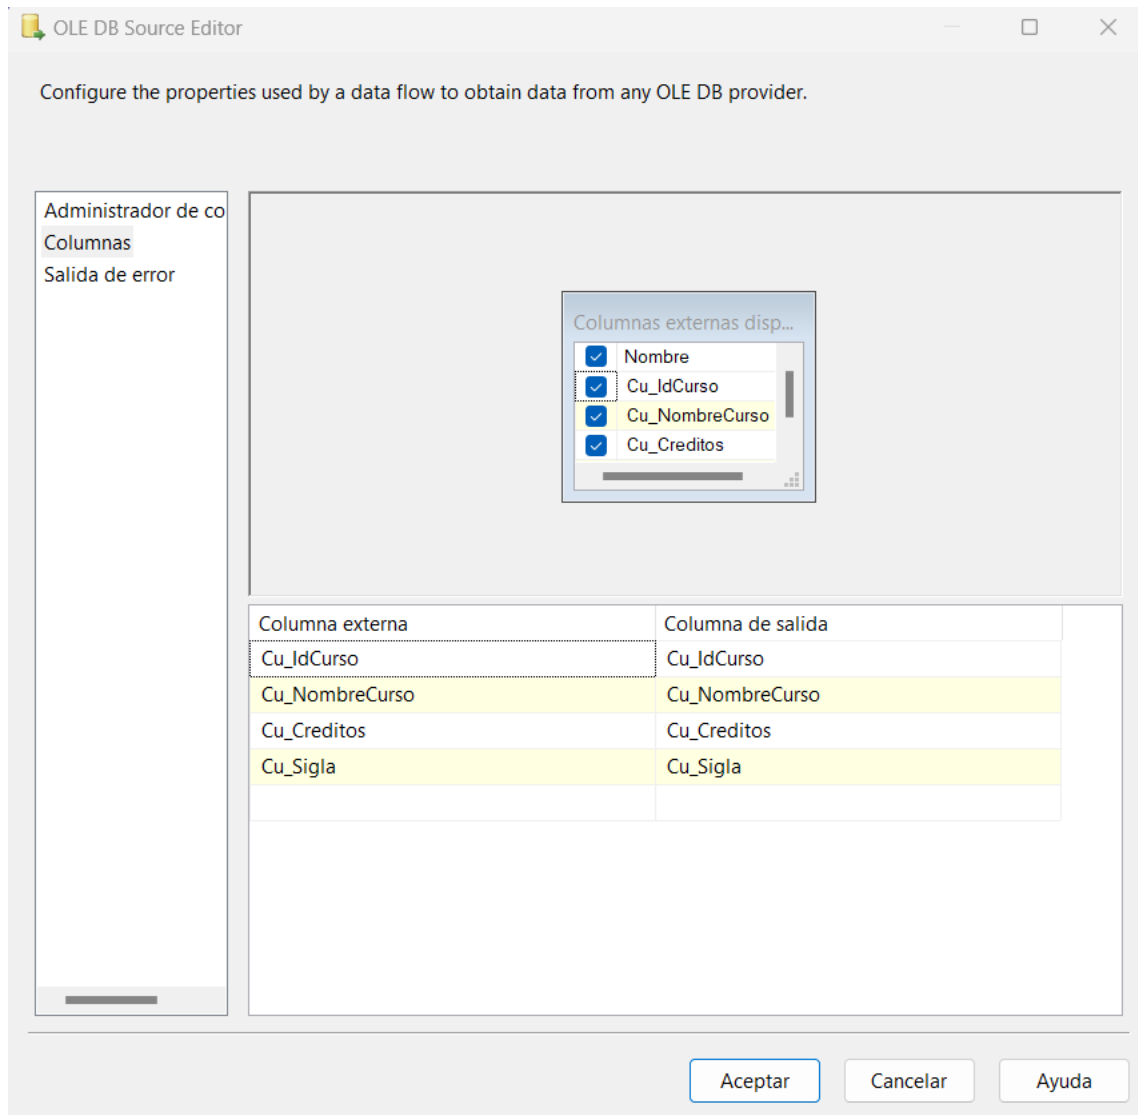 OLE DB Source Editor
Configure the properties used by a data flow to obtain data from any OLE DB provider.
Administrador de co
Columnas
Salida de error
Columnas externas disp...
Nombre
Cu_IdCurso
Cu_NombreCurso
Cu_Creditos
Columna externa Columna de salida
Cu_IdCurso Cu_IdCurso
Cu_NombreCurso Cu_NombreCurso
Cu_Creditos Cu_Creditos
Cu_Sigla Cu_Sigla
Aceptar Cancelar Ayuda